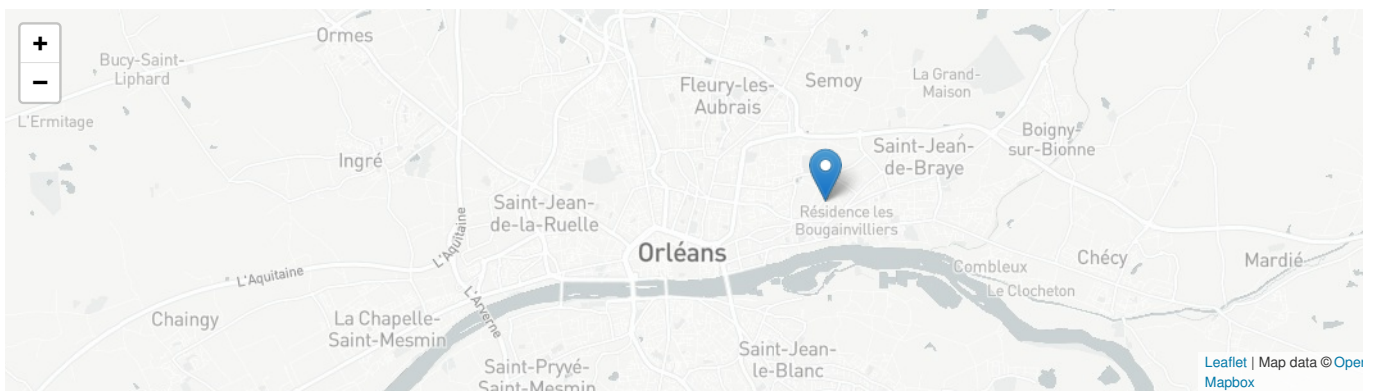 +
−
Bucy-Saint-
Liphard
Ormes
L'Ermitage
Ingré
Fleury-les-
Aubrais
Semoy
La Grand-
Maison
Boigny-
sur-Bionne
Saint-Jean-
de-Braye
Saint-Jean-
de-la-Ruelle
Résidence les
Bougainvilliers
L'Aquitaine
L'Aquitaine
Orléans
Combleux
Chécy
Mardié
Le Clocheton
L'Arverne
Chaingy
La Chapelle-
Saint-Mesmin
Saint-Pryvé-
Saint-Mesmin
Saint-Jean-
le-Blanc
Leaflet | Map data © Open
Mapbox